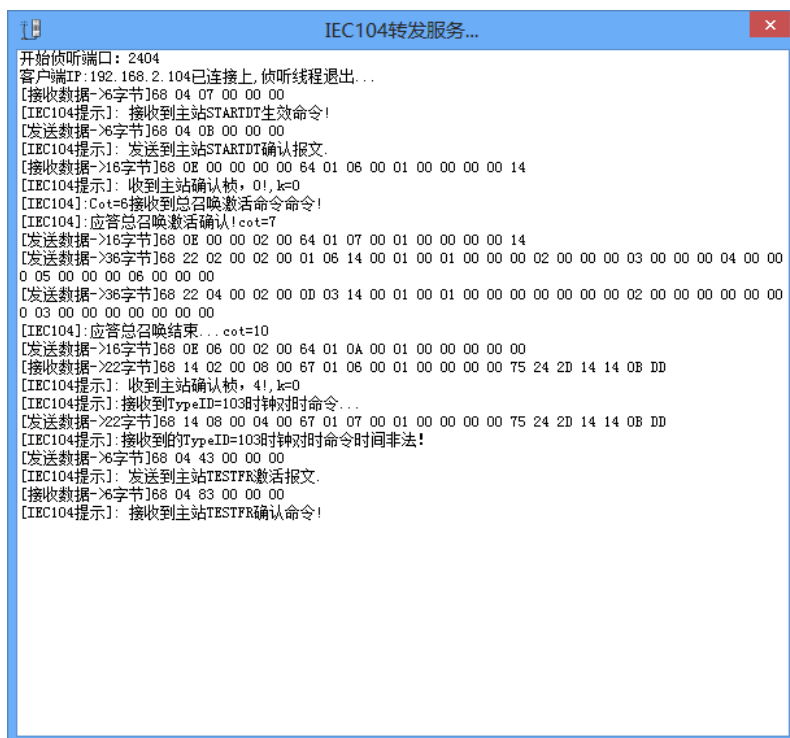 IEC104转发服务...
开始侦听端口: 2404
客户端IP:192.168.2.104已连接上,侦听线程退出...
[接收数据->6字节]68 04 07 00 00 00
[IEC104提示]: 接收到主站STARTDT生效命令!
[发送数据->6字节]68 04 0B 00 00 00
[IEC104提示]: 发送到主站STARTDT确认报文.
[接收数据->16字节]68 0E 00 00 00 00 64 01 06 00 01 00 00 00 00 14
[IEC104提示]: 收到主站确认桢, 0!,k=0
[IEC104]:Cot=6接收到总召唤激活命令命令!
[IEC104]:应答总召唤激活确认!cot=7
[发送数据->16字节]68 0E 00 00 02 00 64 01 07 00 01 00 00 00 00 14
[发送数据->36字节]68 22 02 00 02 00 01 06 14 00 01 00 01 00 00 00 02 00 00 00 03 00 00 00 04 00 00
0 05 00 00 00 06 00 00 00
[发送数据->36字节]68 22 04 00 02 00 0D 03 14 00 01 00 01 00 00 00 00 00 00 00 02 00 00 00 00 00 00
0 03 00 00 00 00 00 00 00
[IEC104]:应答总召唤结束...cot=10
[发送数据->16字节]68 0E 06 00 02 00 64 01 0A 00 01 00 00 00 00 00
[接收数据->22字节]68 14 02 00 08 00 67 01 06 00 01 00 00 00 00 75 24 2D 14 14 0B DD
[IEC104提示]: 收到主站确认桢, 4!,k=0
[IEC104提示]:接收到TypeID=103时钟对时命令...
[发送数据->22字节]68 14 08 00 04 00 67 01 07 00 01 00 00 00 00 75 24 2D 14 14 0B DD
[IEC104提示]:接收到的TypeID=103时钟对时命令时间非法!
[发送数据->6字节]68 04 43 00 00 00
[IEC104提示]: 发送到主站TESTFR激活报文.
[接收数据->6字节]68 04 83 00 00 00
[IEC104提示]: 接收到主站TESTFR确认命令!